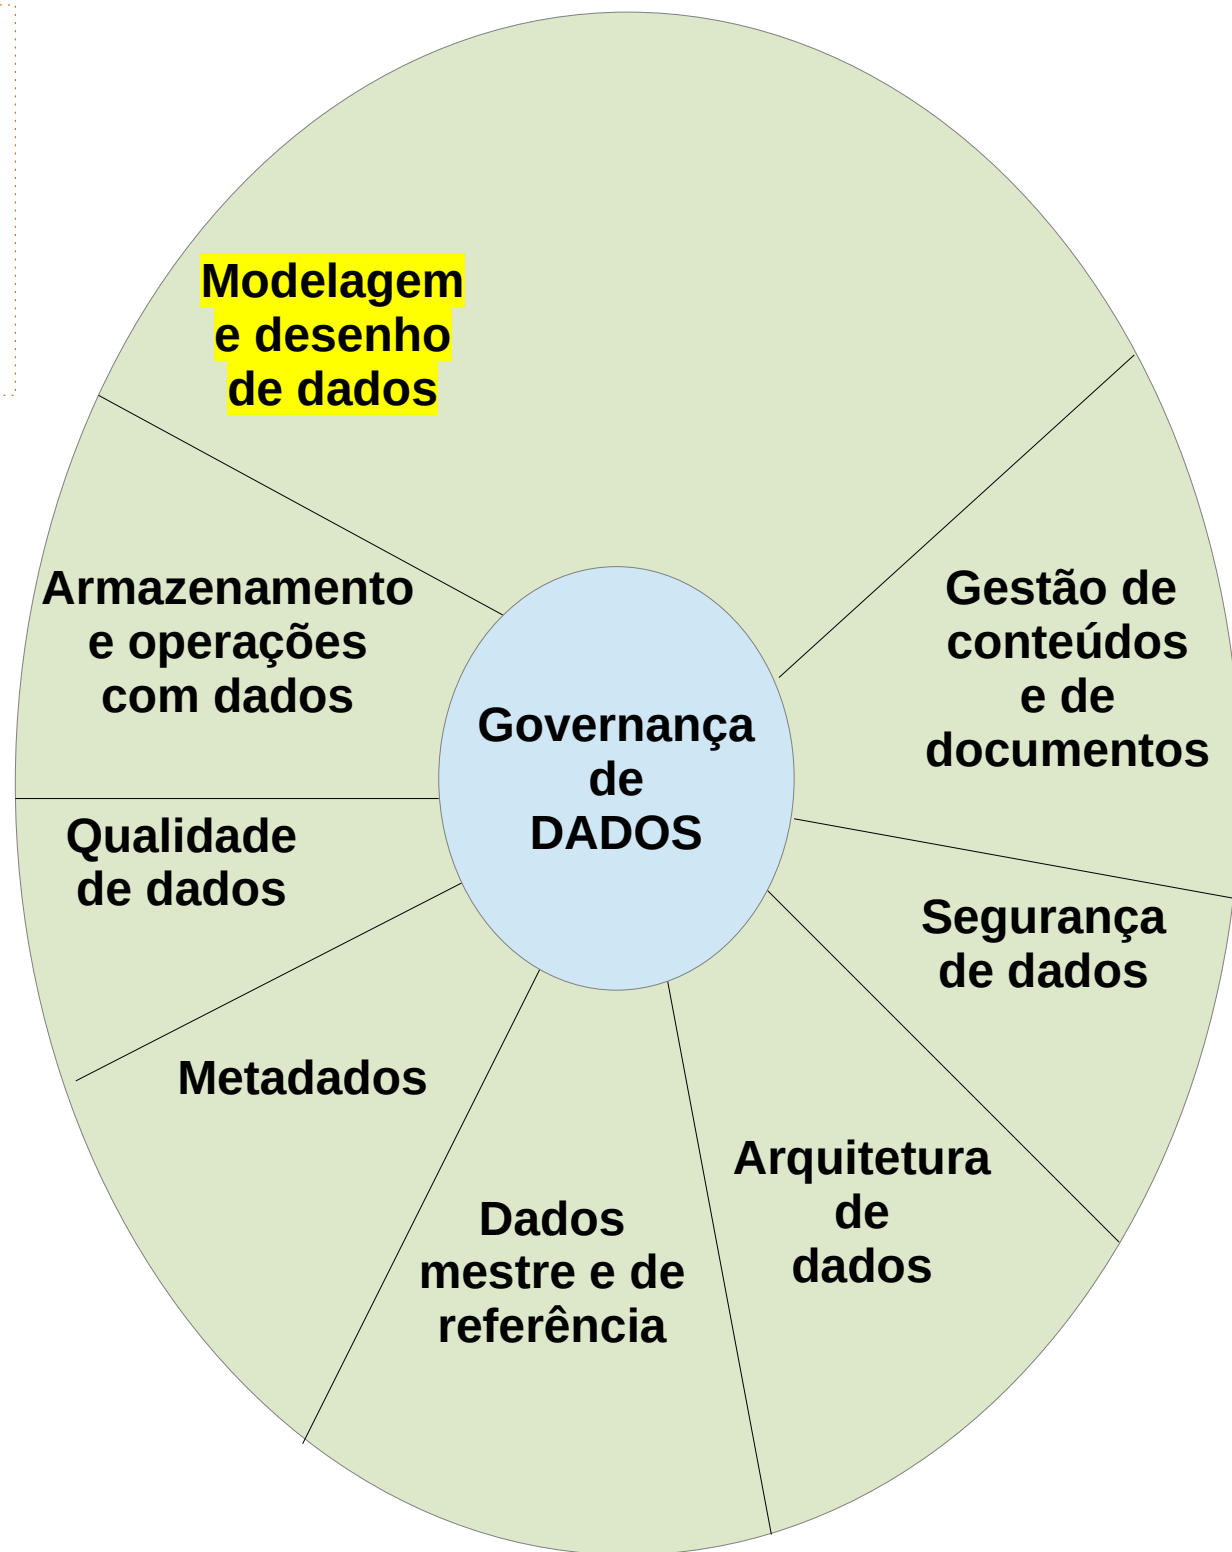 Modelagem
e desenho
de dados
Armazenamento
e operações
com dados
Gestão de
conteúdos
e de
documentos
Governança
de
DADOS
Qualidade
de dados
Segurança
de dados
Metadados
Arquitetura
de
dados
Dados
mestre e de
referência